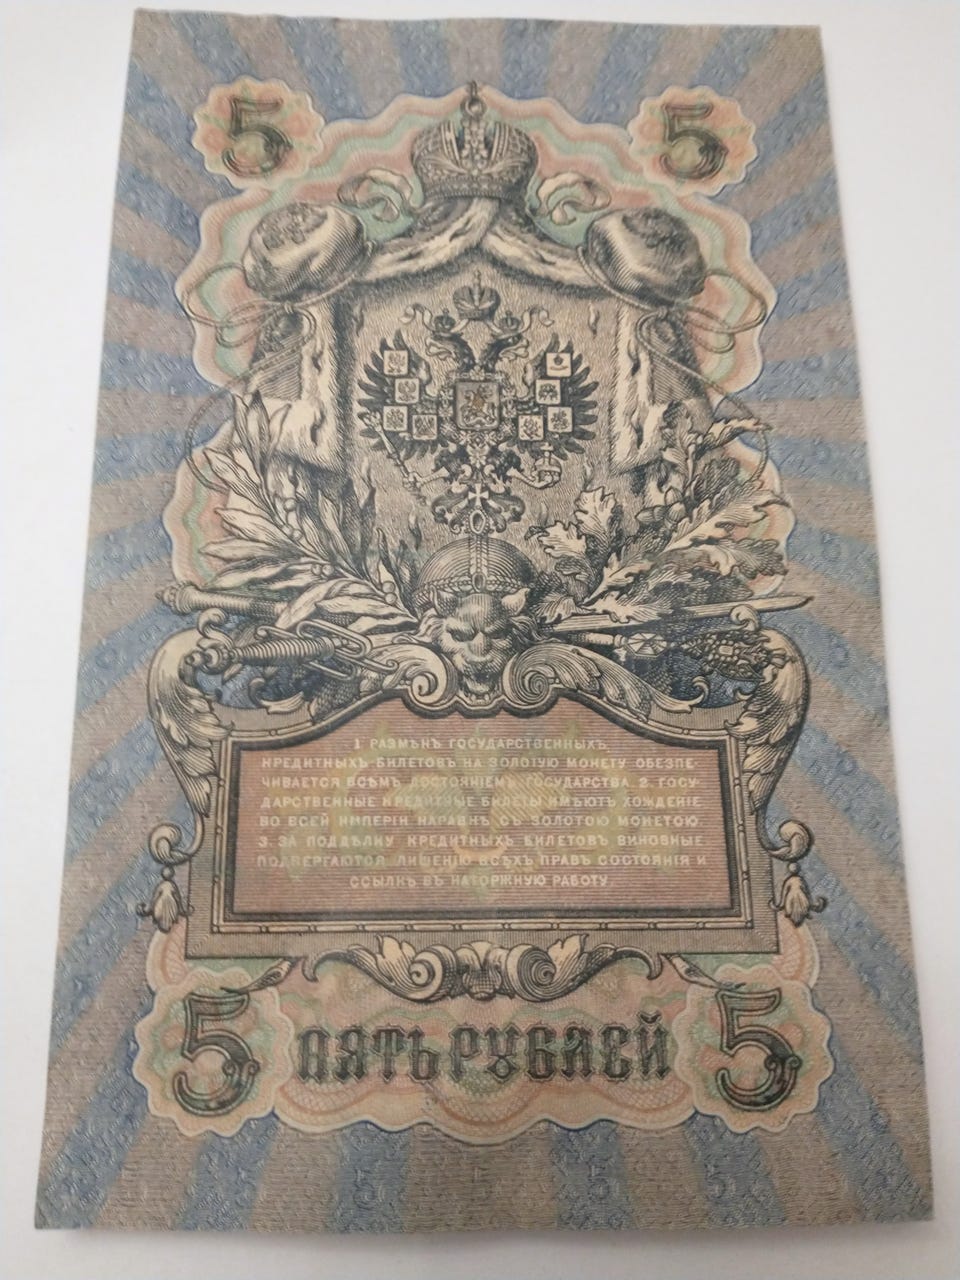 5 5
1 РАЗМѢНЪ ГОСУДАРСТВЕННЫХЪ
КРЕДИТНЫХЪ БИЛЕТОВЪ НА ЗОЛОТУЮ МОНЕТУ ОБЕЗПЕ-
ЧИВАЕТСЯ ВСѢМЪ ДОСТОЯНІЕМЪ ГОСУДАРСТВА. 2. ГОСУ-
ДАРСТВЕННЫЕ КРЕДИТНЫЕ БИЛЕТЫ ИМѢЮТЪ ХОЖДЕНІЕ
ВО ВСЕЙ ИМПЕРІИ НАРАВНѢ СЪ ЗОЛОТОЮ МОНЕТОЮ.
3. ЗА ПОДДѢЛКУ КРЕДИТНЫХЪ БИЛЕТОВЪ ВИНОВНЫЕ
ПОДВЕРГАЮТСЯ ЛИШЕНІЮ ВСѢХЪ ПРАВЪ СОСТОЯНІЯ И
ССЫЛКѢ ВЪ КАТОРЖНУЮ РАБОТУ.
5 ПЯТЬ РУБЛЕЙ 5